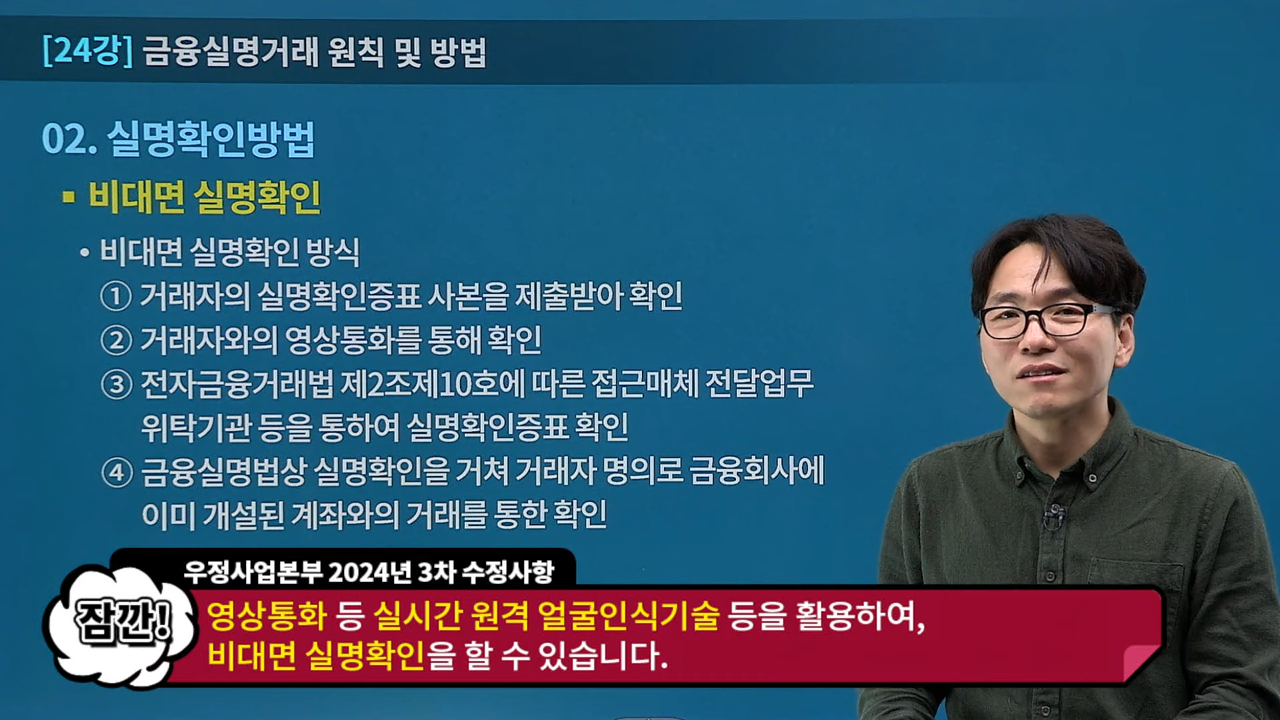 [24강] 금융실명거래 원칙 및 방법
02. 실명확인방법
▪ 비대면 실명확인
• 비대면 실명확인 방식
① 거래자의 실명확인증표 사본을 제출받아 확인
② 거래자와의 영상통화를 통해 확인
③ 전자금융거래법 제2조제10호에 따른 접근매체 전달업무
위탁기관 등을 통하여 실명확인증표 확인
④ 금융실명법상 실명확인을 거쳐 거래자 명의로 금융회사에
이미 개설된 계좌와의 거래를 통한 확인
우정사업본부 2024년 3차 수정사항
잠깐!
영상통화 등 실시간 원격 얼굴인식기술 등을 활용하여,
비대면 실명확인을 할 수 있습니다.